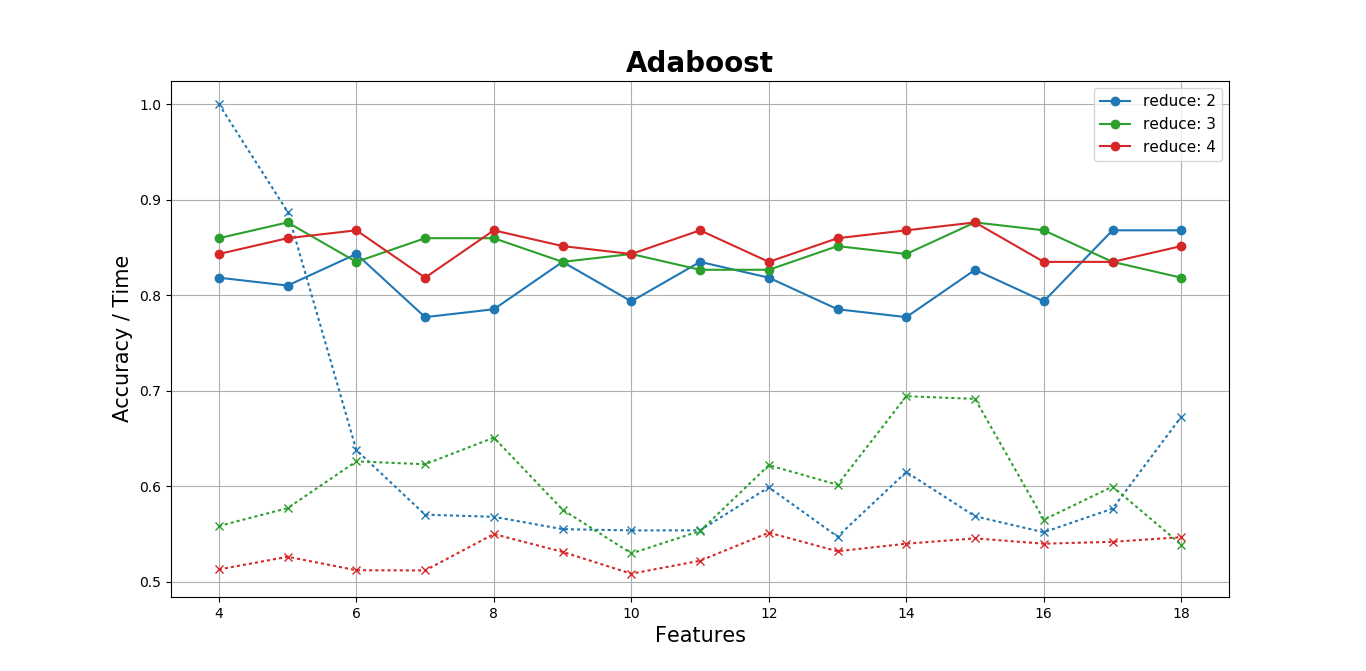 Adaboost
reduce: 2
reduce: 3
reduce: 4
Accuracy / Time
1.0
0.9
0.8
0.7
0.6
0.5
4 6 8 10 12 14 16 18
Features